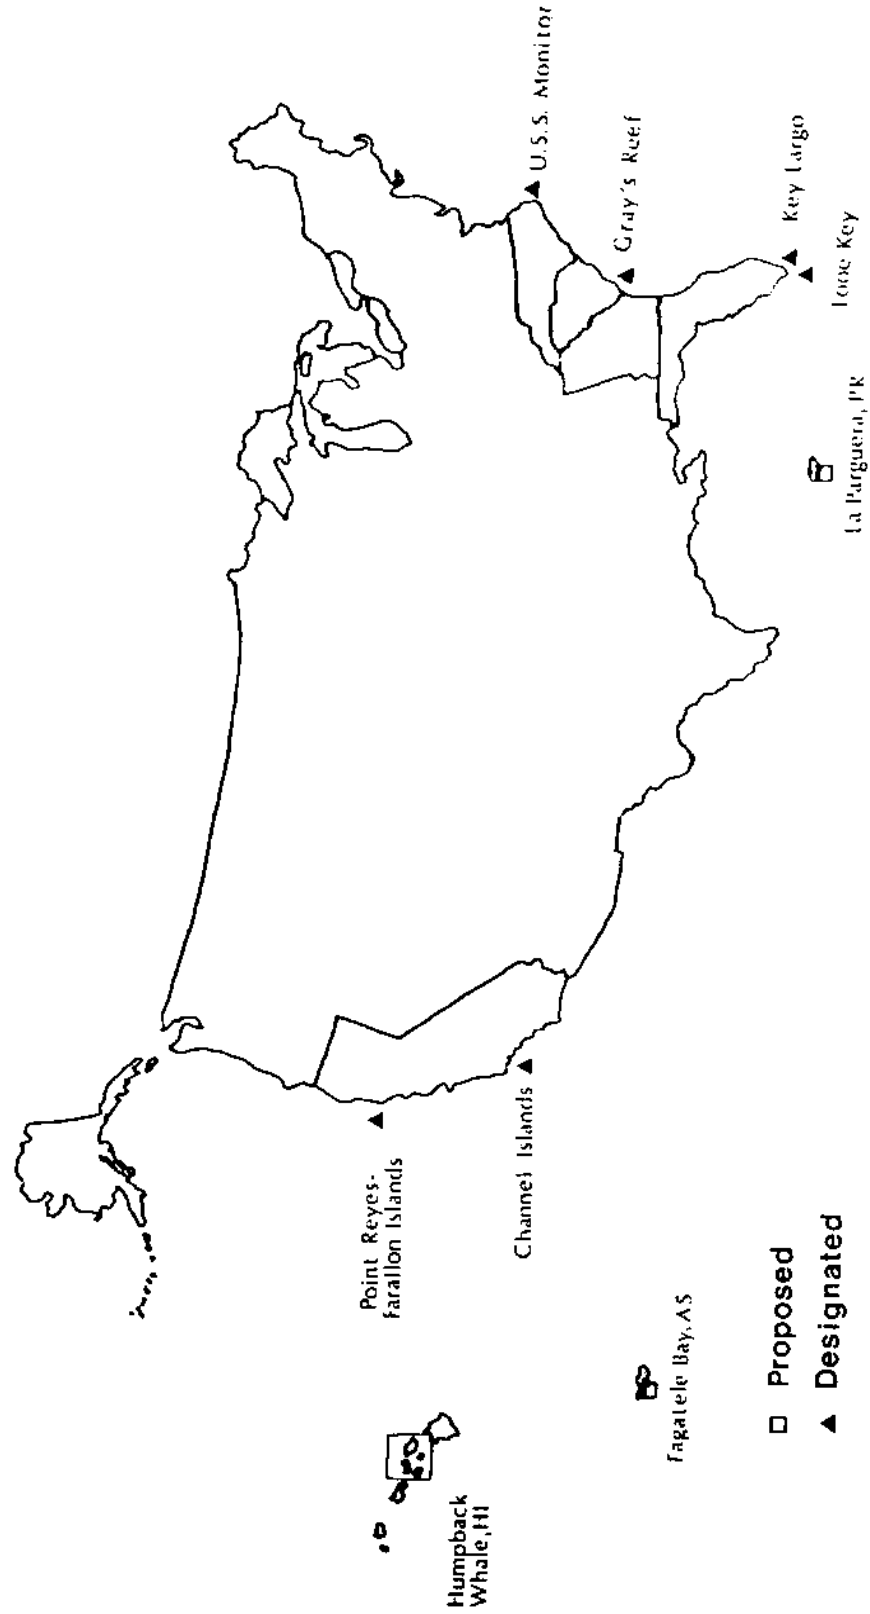 U.S.S. Monitor
Gray's Reef
Key Largo
Looe Key
La Parguera, PR
Point Reyes-
Farallon Islands
Channel Islands
Humpback
Whale, HI
Fagatele Bay, AS
Proposed
Designated